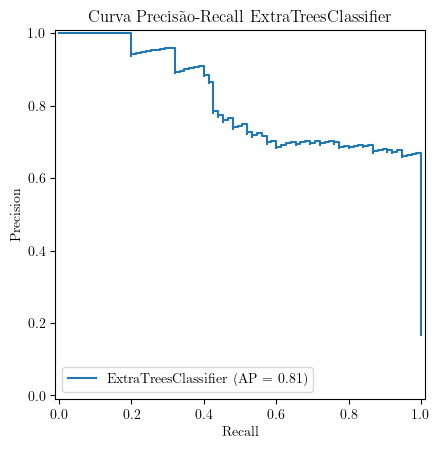 Curva Precisão-Recall ExtraTreesClassifier
1.0
0.8
0.6
0.4
0.2
0.0
Precision
ExtraTreesClassifier (AP = 0.81)
0.0 0.2 0.4 0.6 0.8 1.0
Recall